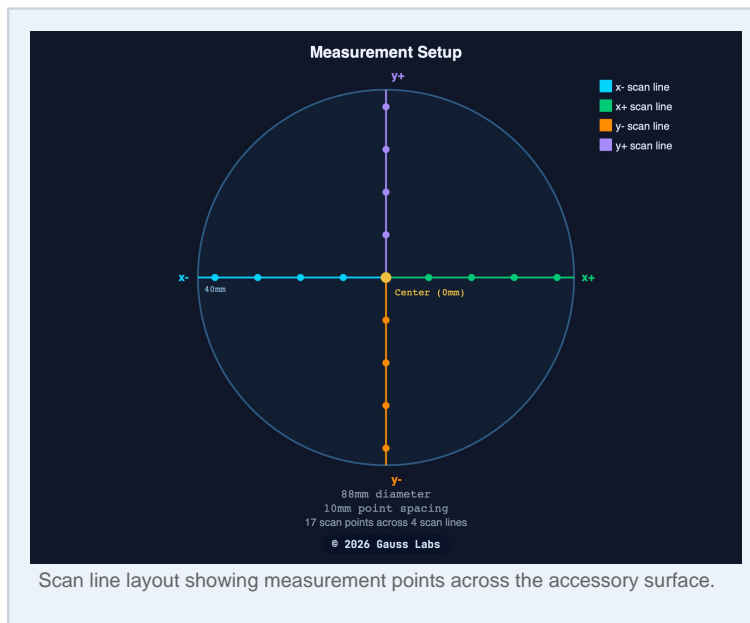 Measurement Setup
y+
x- scan line
x+ scan line
y- scan line
y+ scan line
x-
x+
40mm
Center (0mm)
y-
88mm diameter
10mm point spacing
17 scan points across 4 scan lines
© 2026 Gauss Labs
Scan line layout showing measurement points across the accessory surface.